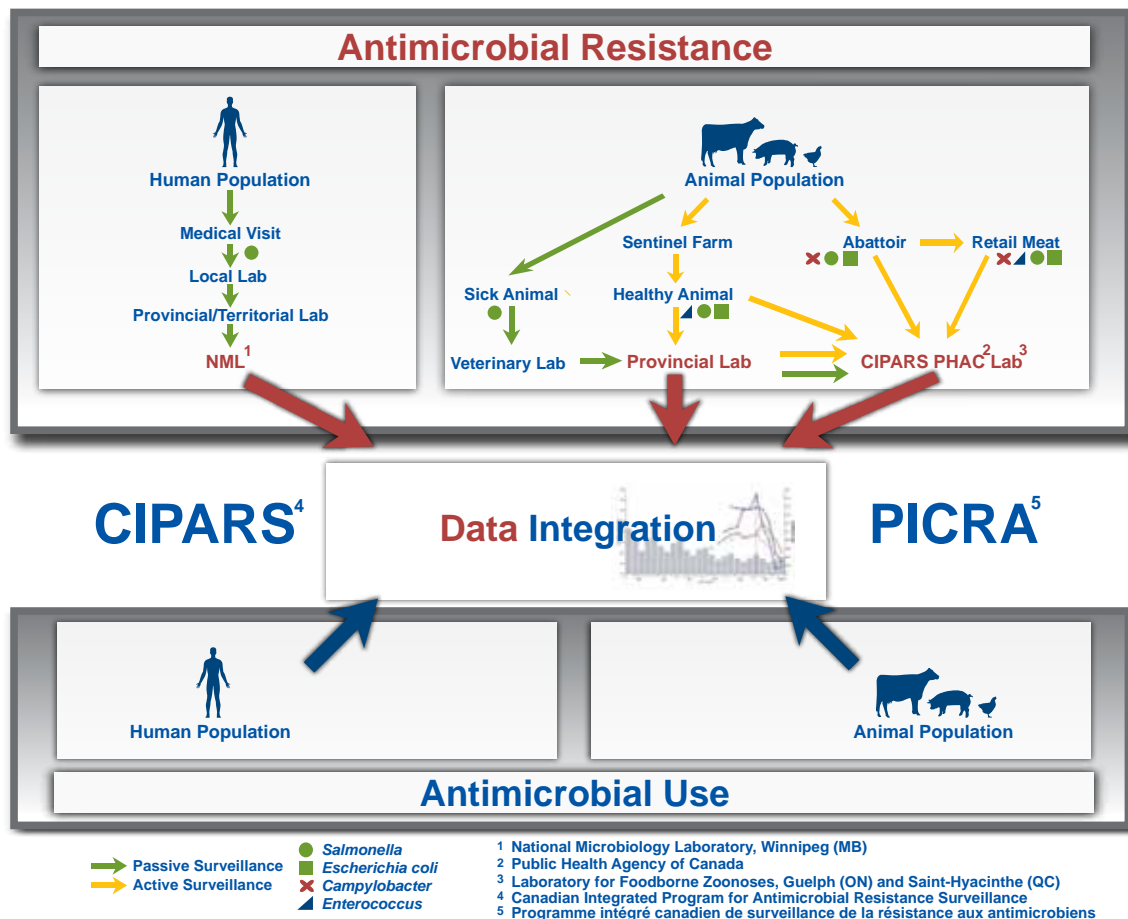 Antimicrobial Resistance
Human Population
Medical Visit
Local Lab
Provincial/Territorial Lab
NML1
Animal Population
Sentinel Farm
Abattoir
Retail Meat
Sick Animal
Healthy Animal
Veterinary Lab
Provincial Lab
CIPARS PHAC2 Lab3
CIPARS4
Data Integration
PICRA5
Human Population
Animal Population
Antimicrobial Use
Passive Surveillance
Active Surveillance
Salmonella
Escherichia coli
Campylobacter
Enterococcus
1 National Microbiology Laboratory, Winnipeg (MB)
2 Public Health Agency of Canada
3 Laboratory for Foodborne Zoonoses, Guelph (ON) and Saint-Hyacinthe (QC)
4 Canadian Integrated Program for Antimicrobial Resistance Surveillance
5 Programme intégré canadien de surveillance de la résistance aux antimicrobiens